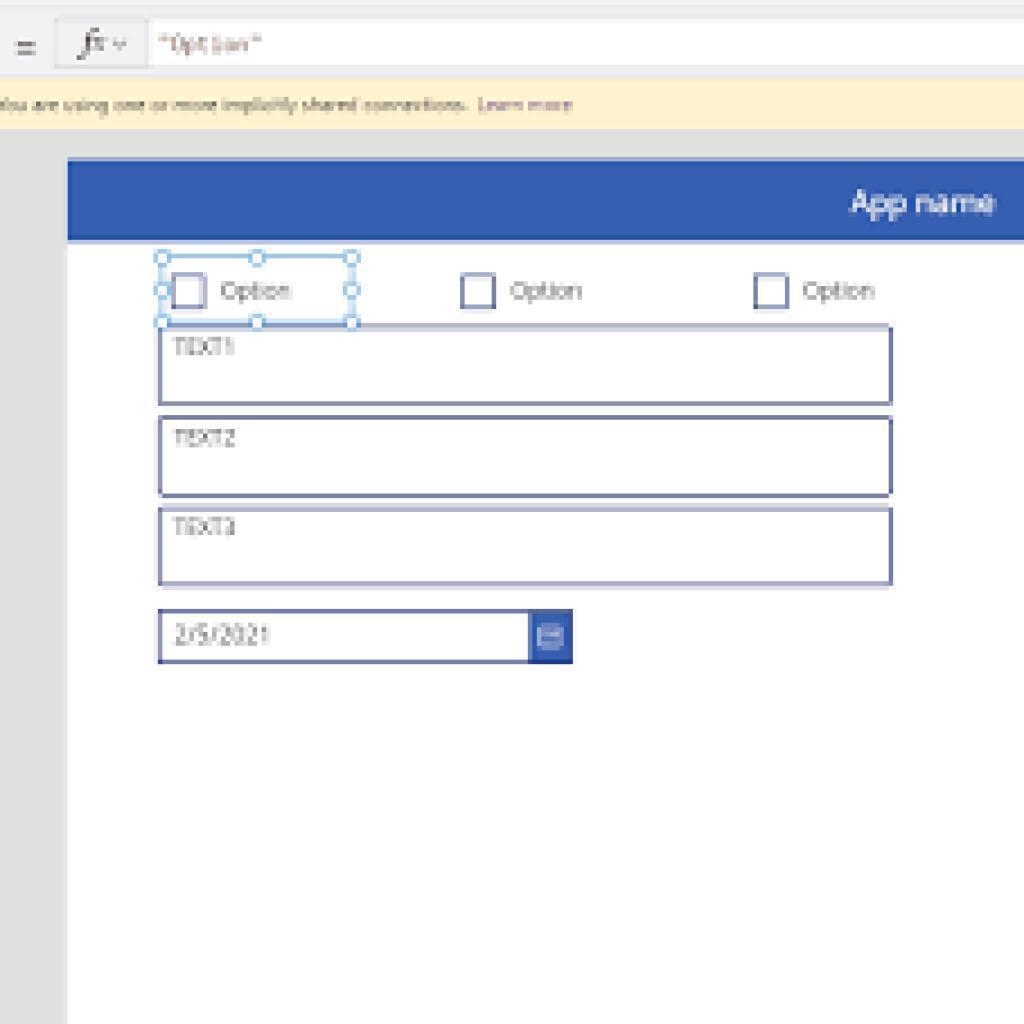 = fx "Option"
You are using one or more implicitly shared connections. Learn more
App name
Option Option Option
TEXT1
TEXT2
TEXT3
2/5/2021